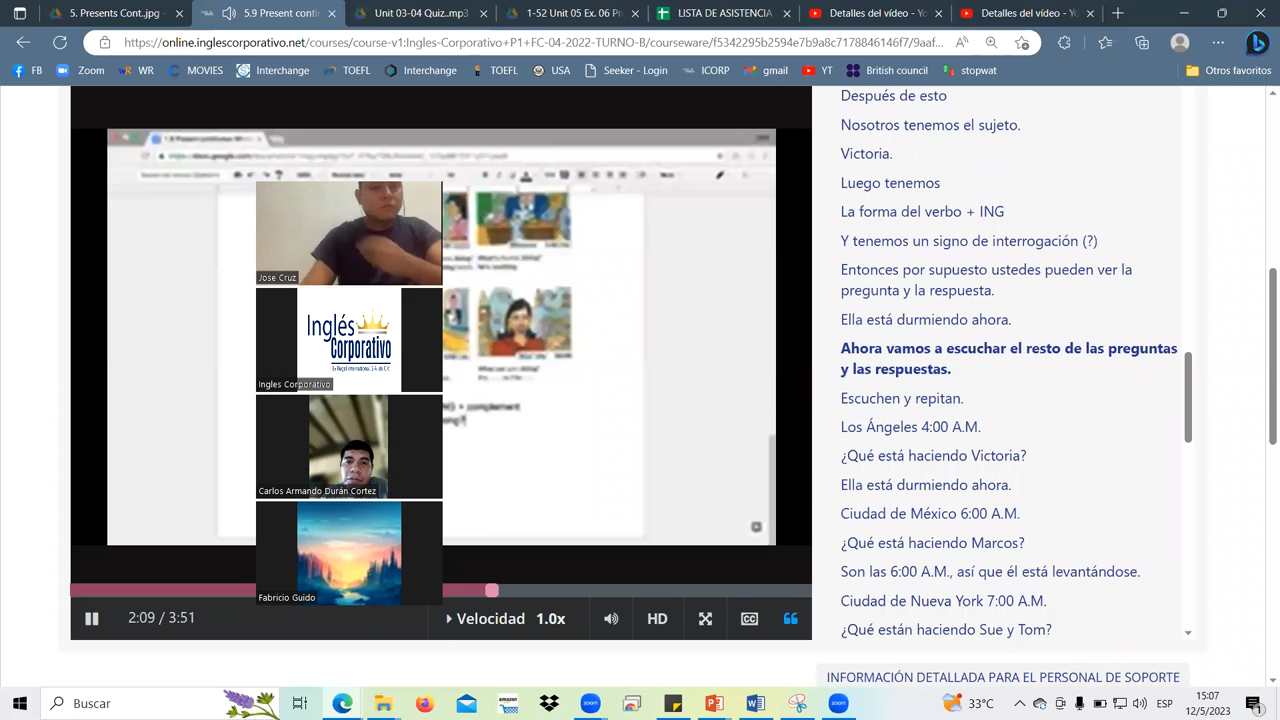 5. Presents Cont.jpg - G
5.9 Present Continu
Unit 03-04 Quiz.jpg - G
1-52 Unit 05 Ex. 06 Pr
LISTA DE ASISTENCIA
Detalles del video - Yo
Detalles del video - Yo
https://online.inglescorporativo.net/courses/course-v1:Ingles-Corporativo+P1+FC-04-2022-TURNO-B/courseware/f5342295b2594e7b9a8c7178846146f7/9aaf...
FB
Zoom
WR
MOVIES
Interchange
TOEFL
Interchange
TOEFL
USA
Seeker - Login
ICORP
gmail
YT
British council
stopwat
Otros favoritos
Después de esto
Nosotros tenemos el sujeto.
Victoria.
Luego tenemos
La forma del verbo + ING
Y tenemos un signo de interrogación (?)
Entonces por supuesto ustedes pueden ver la
pregunta y la respuesta.
Ella está durmiendo ahora.
Ahora vamos a escuchar el resto de las preguntas
y las respuestas.
Escuchen y repitan.
Los Ángeles 4:00 A.M.
¿Qué está haciendo Victoria?
Ella está durmiendo ahora.
Ciudad de México 6:00 A.M.
¿Qué está haciendo Marcos?
Son las 6:00 A.M., así que él está levantándose.
Ciudad de Nueva York 7:00 A.M.
¿Qué están haciendo Sue y Tom?
Jose Cruz
Inglés
Corporativo
Ingles Corporativo
Carlos Armando Durán Cortez
Fabricio Guido
+ complement
2:09 / 3:51
Velocidad 1.0x
HD
CC
INFORMACIÓN DETALLADA PARA EL PERSONAL DE SOPORTE
Buscar
amazon
zoom
zoom
33°C
ESP
15:07
12/5/2023
1